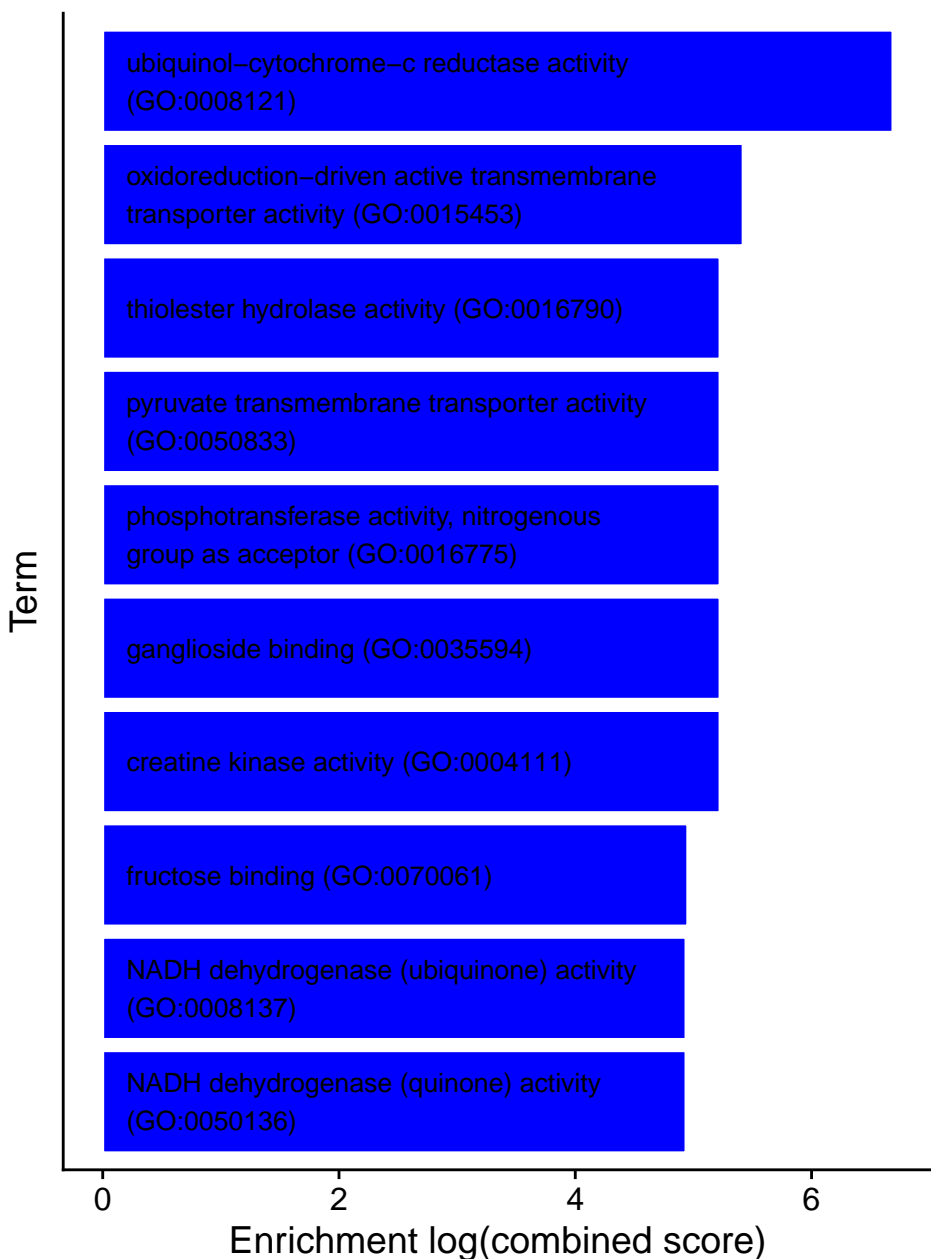 ubiquinol−cytochrome−c reductase activity
(GO:0008121)
oxidoreduction−driven active transmembrane
transporter activity (GO:0015453)
thiolester hydrolase activity (GO:0016790)
pyruvate transmembrane transporter activity
(GO:0050833)
phosphotransferase activity, nitrogenous
group as acceptor (GO:0016775)
ganglioside binding (GO:0035594)
creatine kinase activity (GO:0004111)
fructose binding (GO:0070061)
NADH dehydrogenase (ubiquinone) activity
(GO:0008137)
NADH dehydrogenase (quinone) activity
(GO:0050136)
Term
0 2 4 6
Enrichment log(combined score)